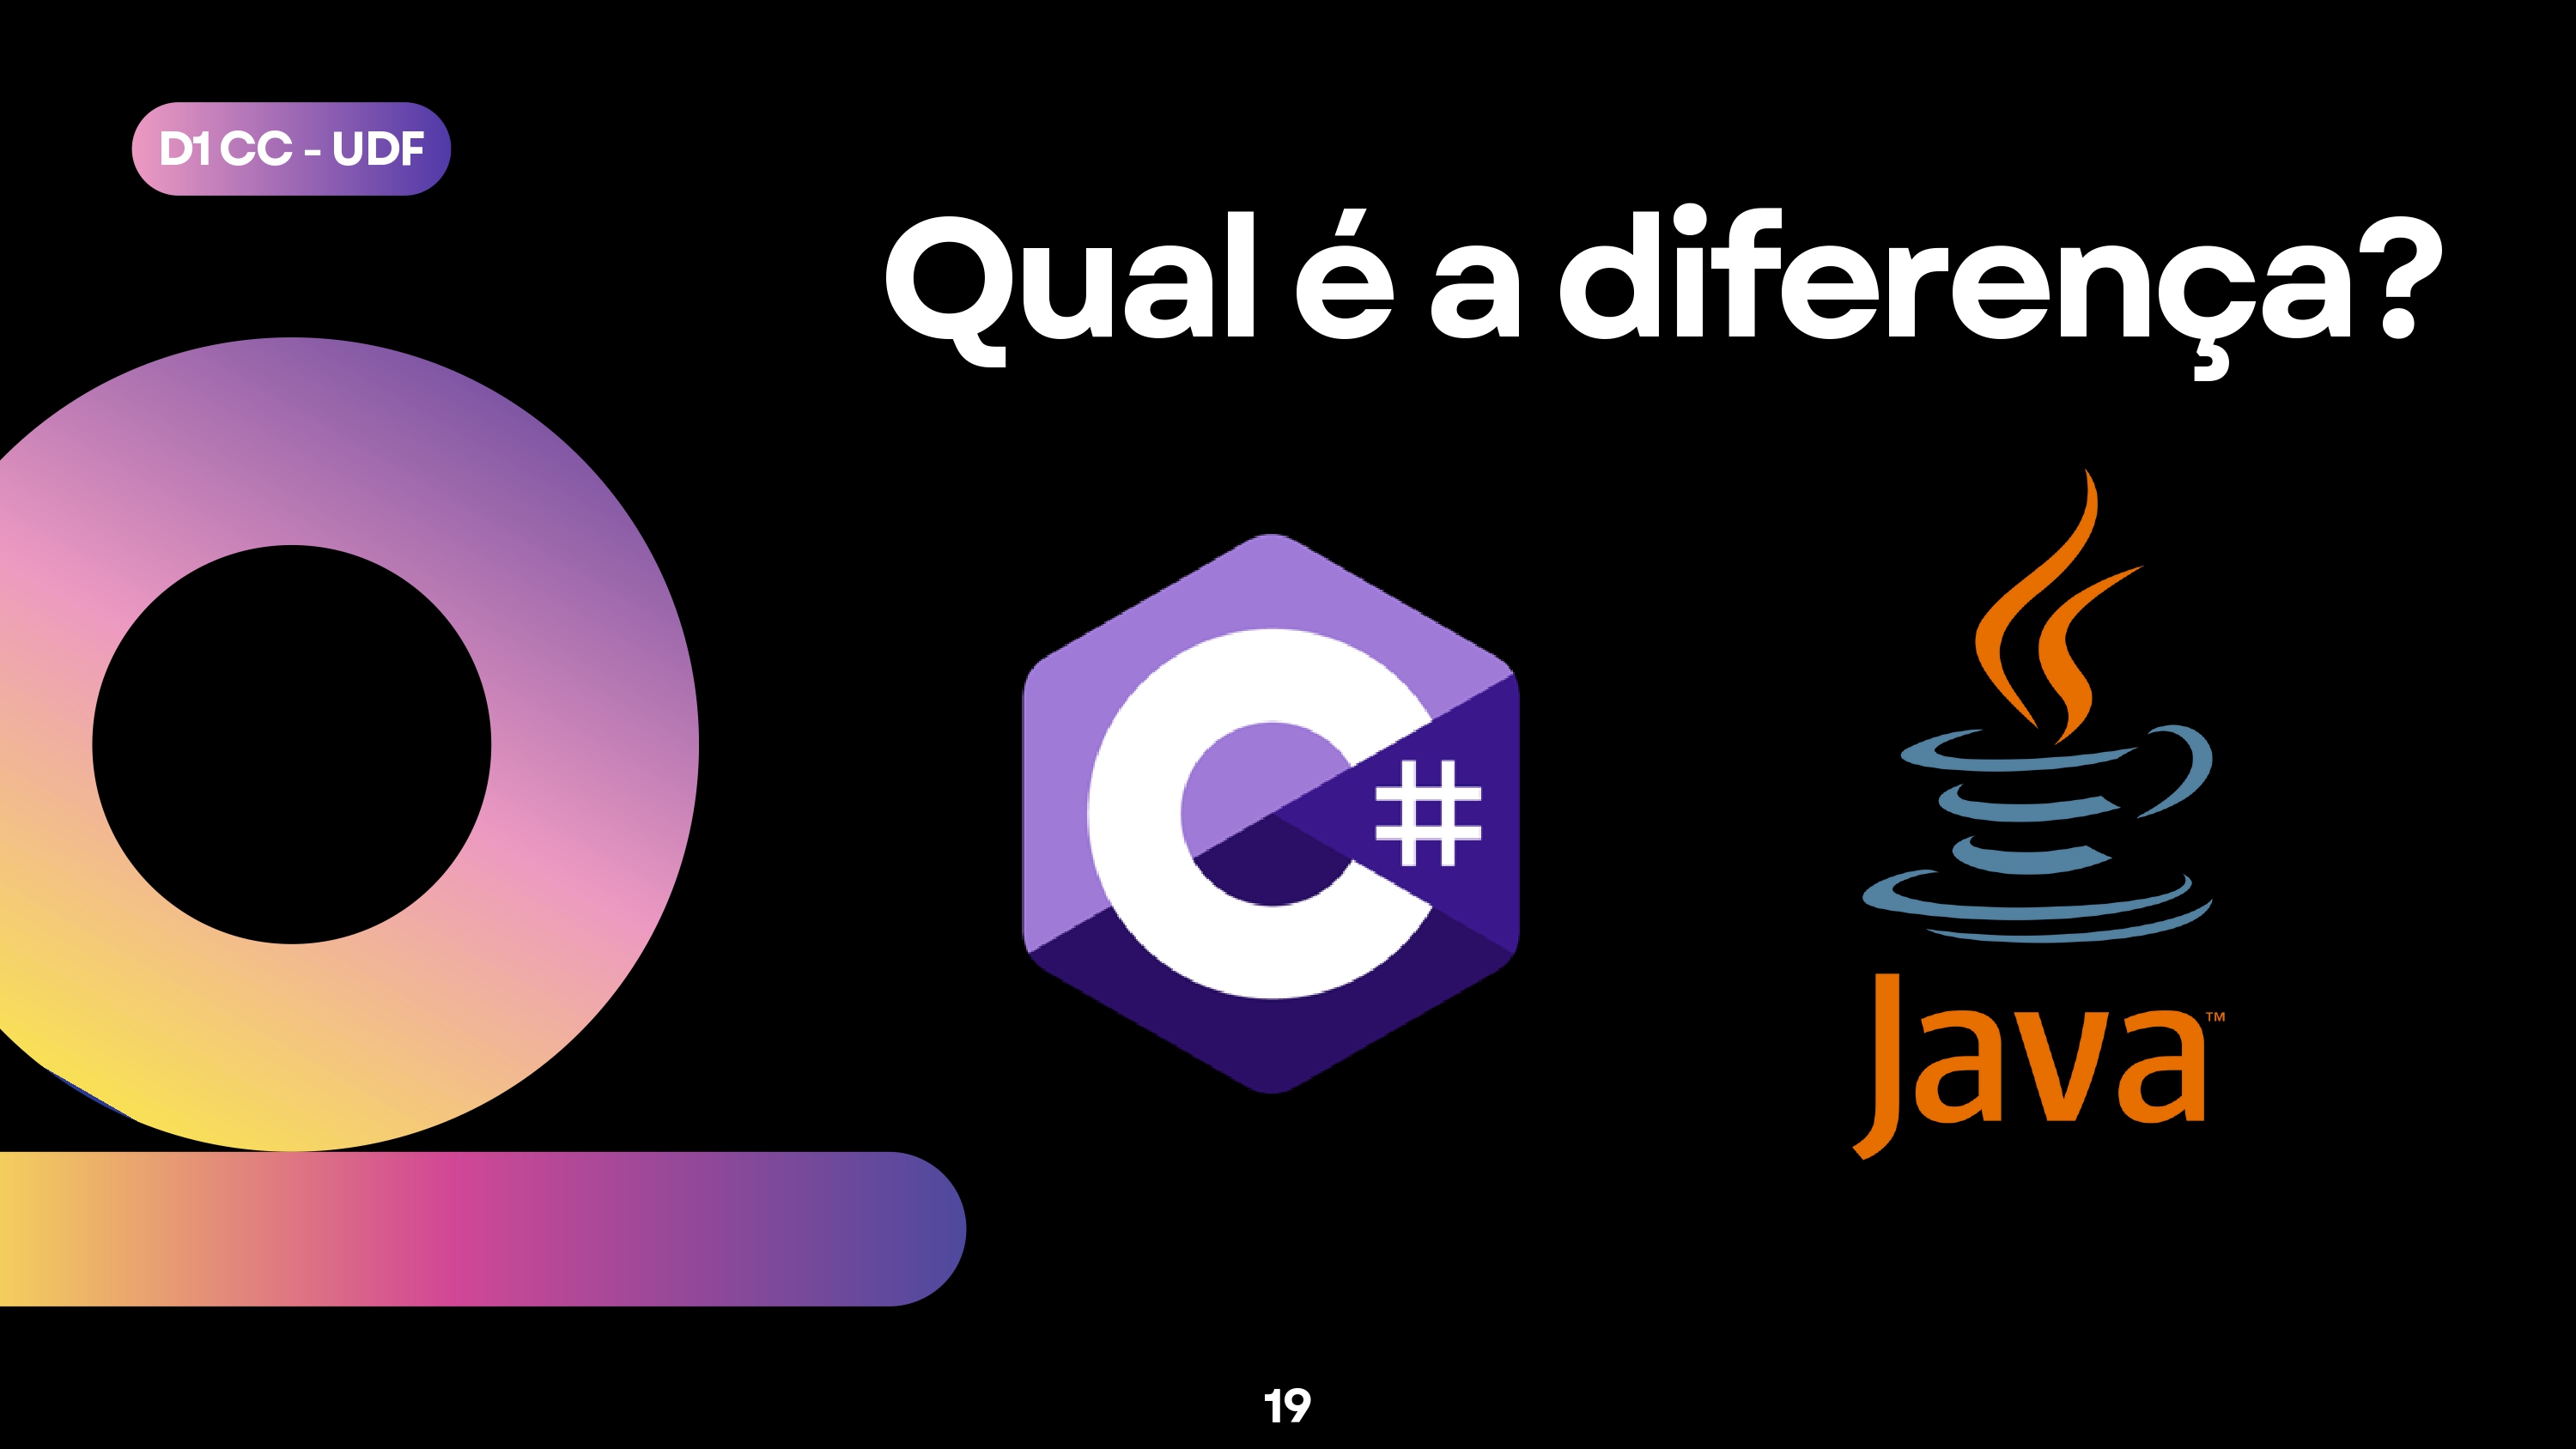 D1 CC - UDF
Qual é a diferença?
C#
Java™
19